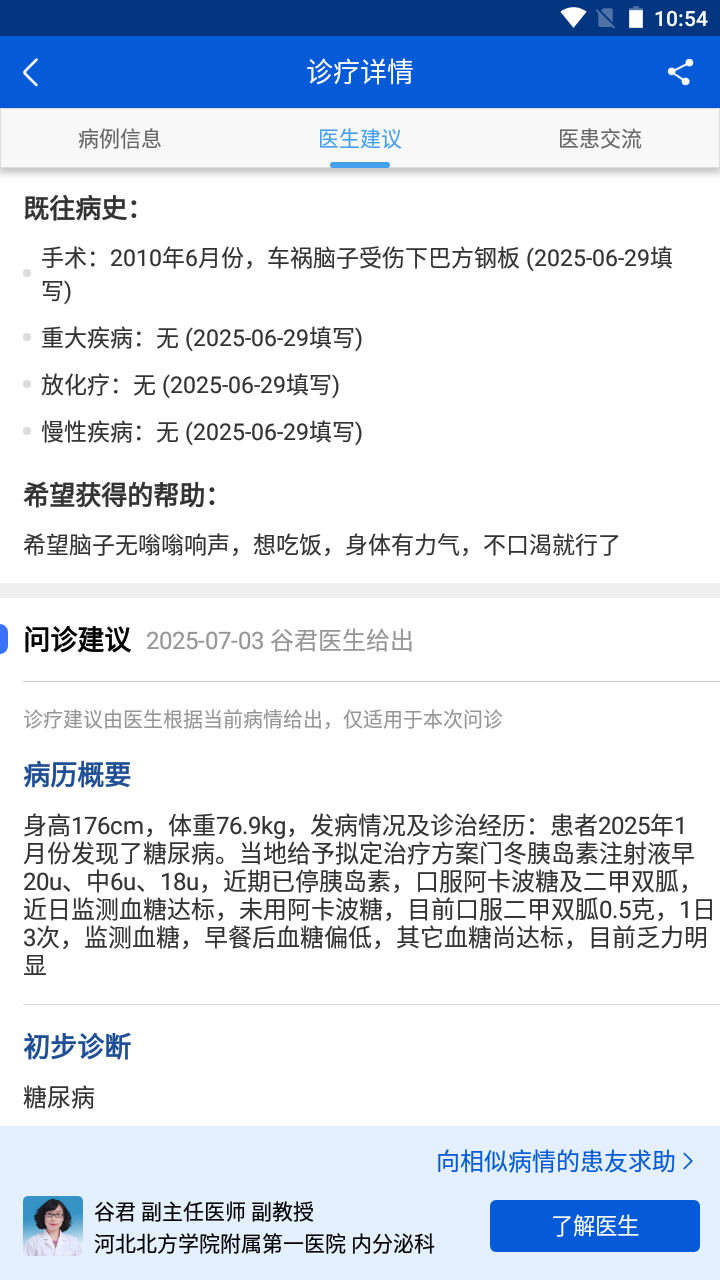 10:54
诊疗详情
病例信息
医生建议
医患交流
既往病史：
手术：2010年6月份，车祸脑子受伤下巴方钢板 (2025-06-29填
写)
重大疾病：无 (2025-06-29填写)
放化疗：无 (2025-06-29填写)
慢性疾病：无 (2025-06-29填写)
希望获得的帮助：
希望脑子无嗡嗡响声，想吃饭，身体有力气，不口渴就行了
问诊建议 2025-07-03 谷君医生给出
诊疗建议由医生根据当前病情给出，仅适用于本次问诊
病历概要
身高176cm，体重76.9kg，发病情况及诊治经历：患者2025年1
月份发现了糖尿病。当地给予拟定治疗方案门冬胰岛素注射液早
20u、中6u、18u，近期已停胰岛素，口服阿卡波糖及二甲双胍，
近日监测血糖达标，未用阿卡波糖，目前口服二甲双胍0.5克，1日
3次，监测血糖，早餐后血糖偏低，其它血糖尚达标，目前乏力明
显
初步诊断
糖尿病
向相似病情的患友求助
谷君 副主任医师 副教授
河北北方学院附属第一医院 内分泌科
了解医生